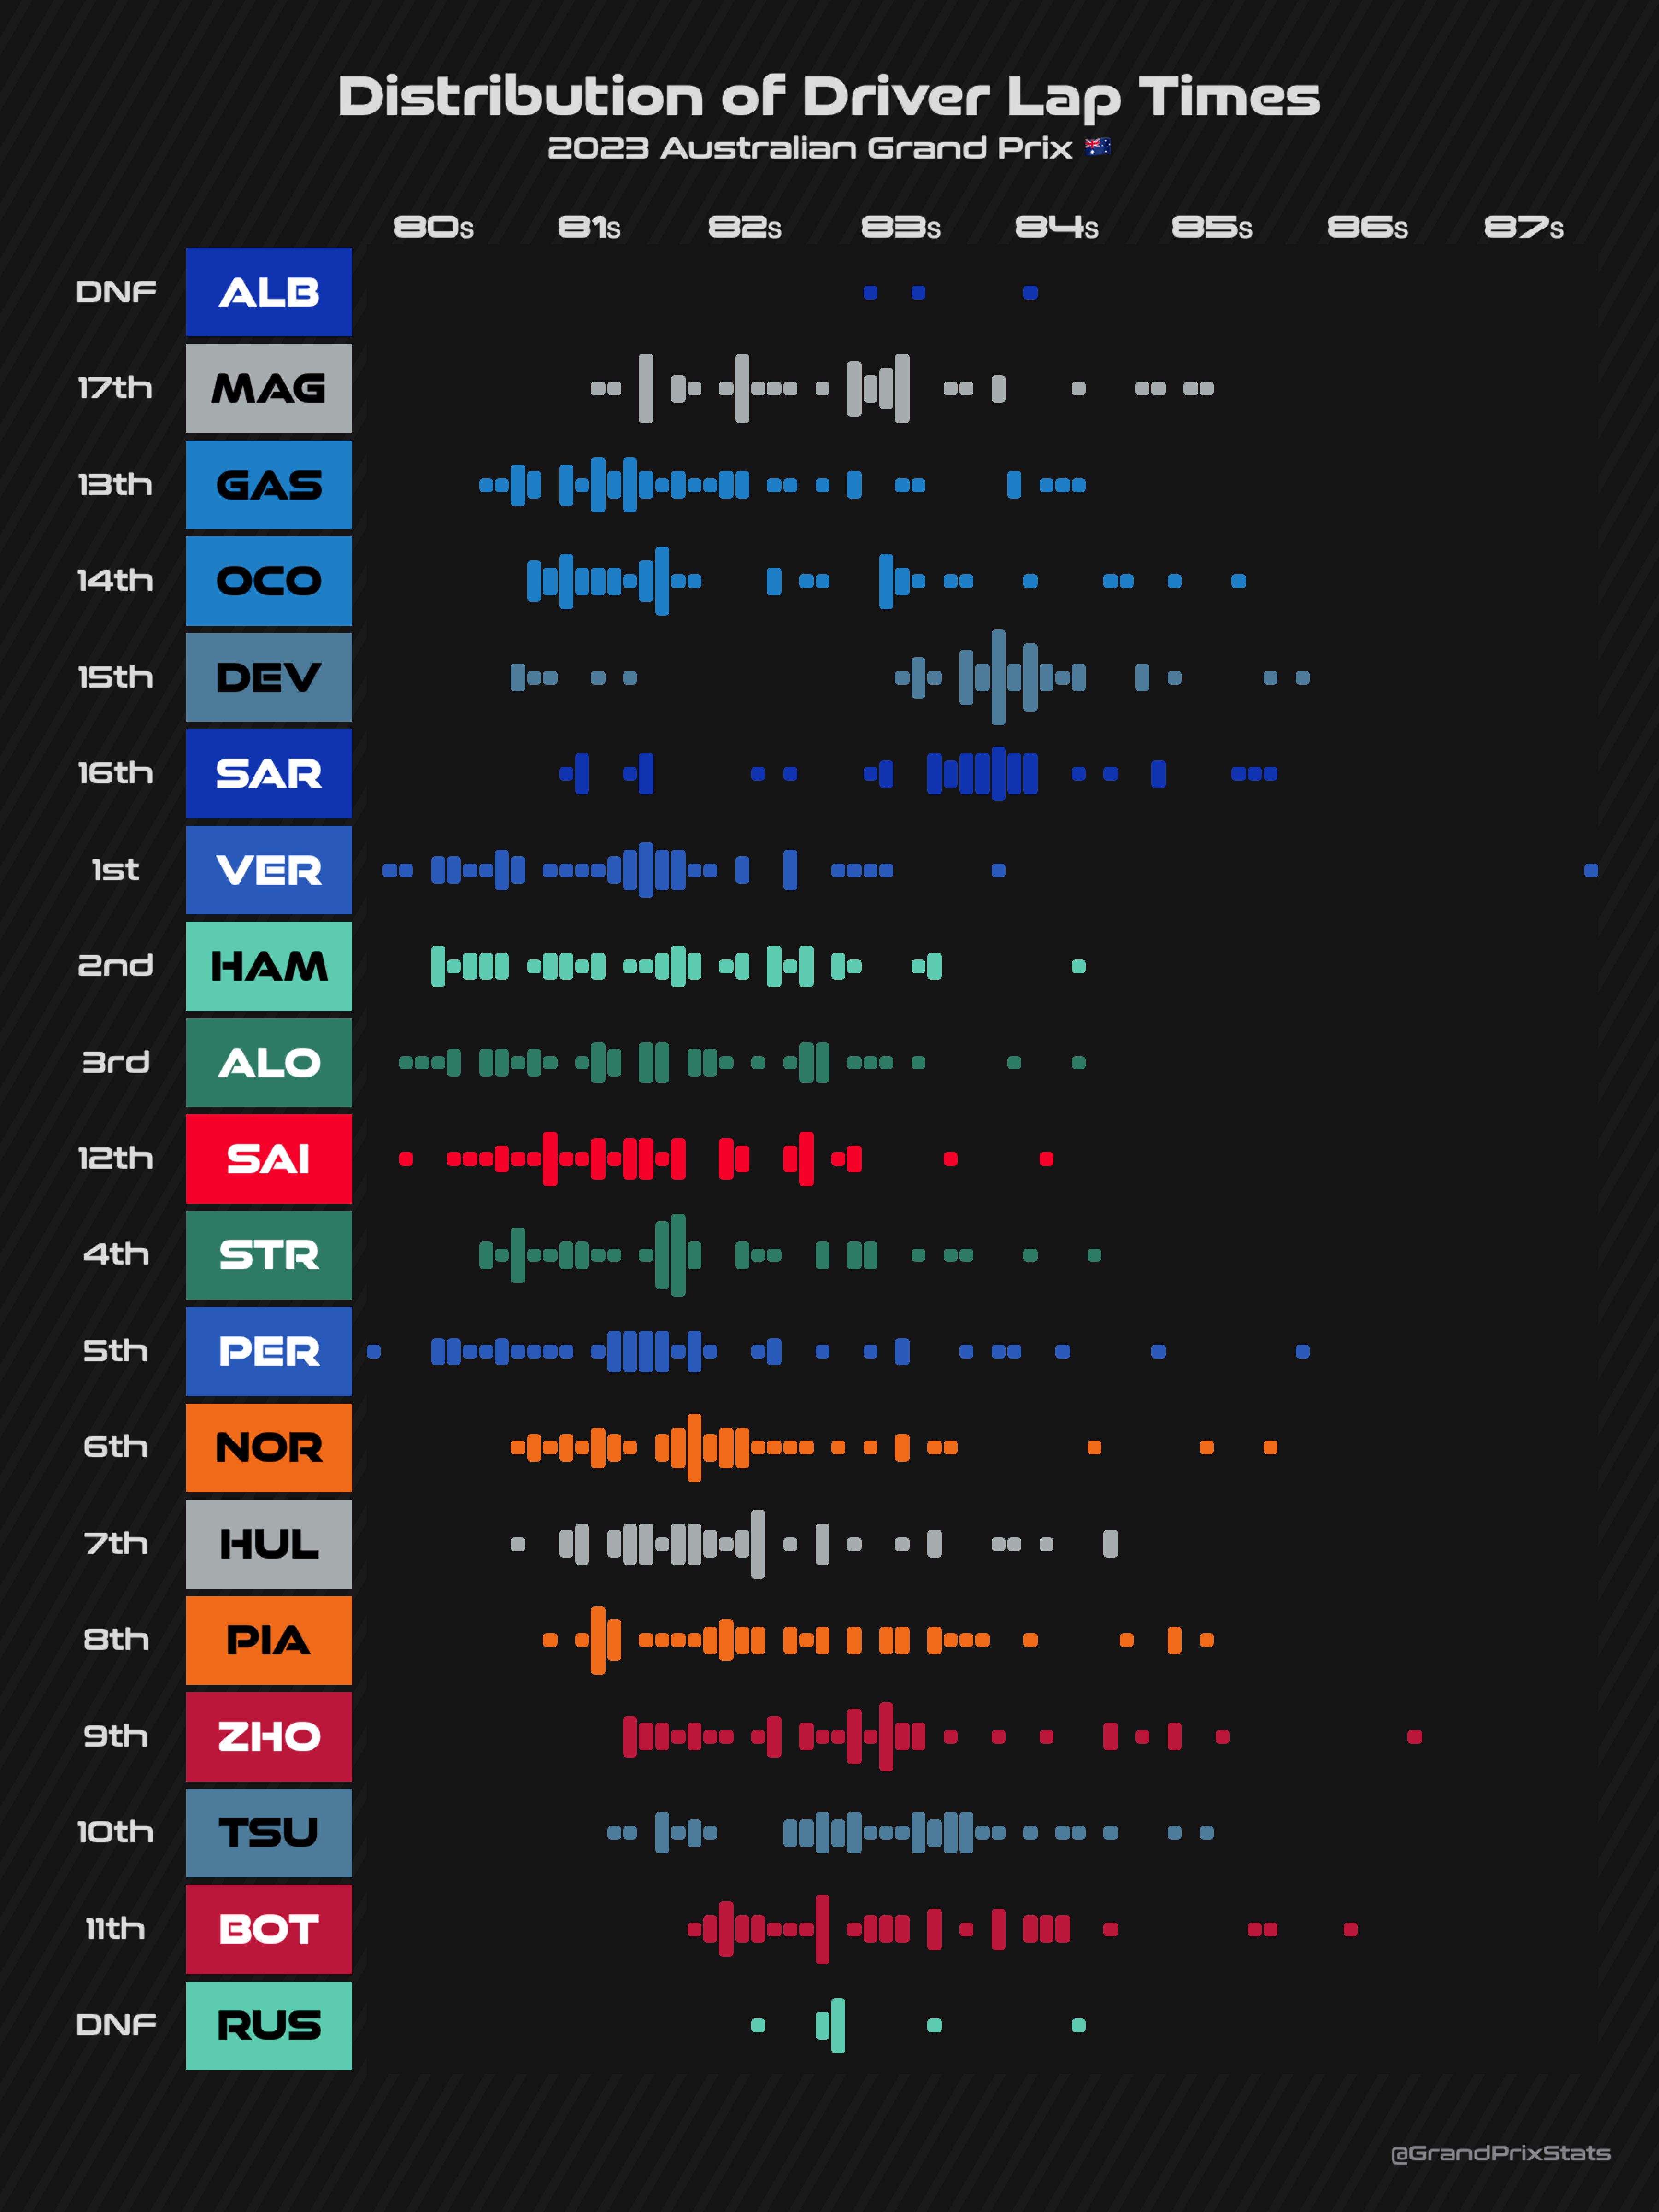 Distribution of Driver Lap Times
2023 Australian Grand Prix 🇦🇺
80s 81s 82s 83s 84s 85s 86s 87s
DNF ALB
17th MAG
13th GAS
14th OCO
15th DEV
16th SAR
1st VER
2nd HAM
3rd ALO
12th SAI
4th STR
5th PER
6th NOR
7th HUL
8th PIA
9th ZHO
10th TSU
11th BOT
DNF RUS
@GrandPrixStats